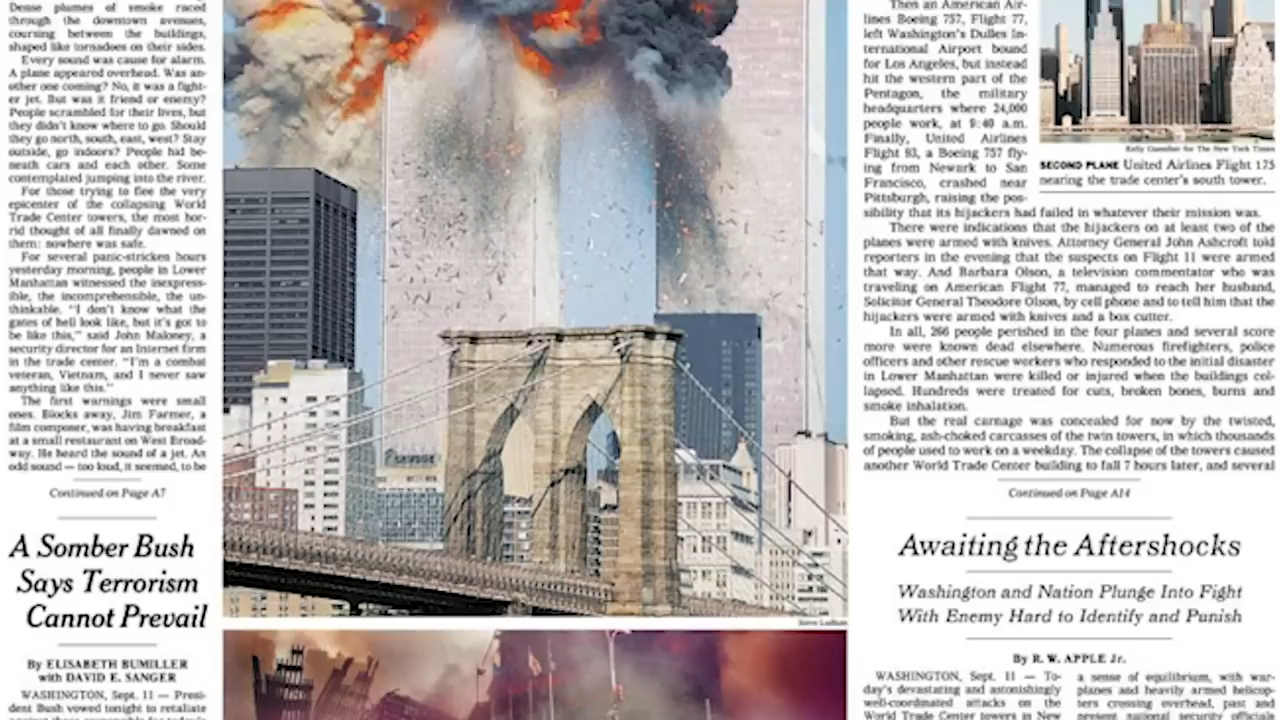 Dense plumes of smoke raced
through the downtown avenues,
coursing between the buildings,
shaped like tornadoes on their sides.
Every sound was cause for alarm.
A plane appeared overhead. Was an-
other one coming? No, it was a fight-
er jet. But was it friend or enemy?
People scrambled for their lives, but
they didn't know where to go. Should
they go north, south, east, west? Stay
outside, go indoors? People hid be-
neath cars and each other. Some
contemplated jumping into the river.
For those trying to flee the very
epicenter of the collapsing World
Trade Center towers, the most hor-
rid thought of all finally dawned on
them: nowhere was safe.
For several panic-stricken hours
yesterday morning, people in Lower
Manhattan witnessed the inexpress-
ible, the incomprehensible, the un-
thinkable. "I don't know what the
gates of hell look like, but it's got to
be like this," said John Maloney, a
security director for an Internet firm
in the trade center. "I'm a combat
veteran, Vietnam, and I never saw
anything like this."
The first warnings were small
ones. Blocks away, Jim Farmer, a
film composer, was having breakfast
at a small restaurant on West Broad-
way. He heard the sound of a jet. An
odd sound — too loud, it seemed, to be
Continued on Page A7
A Somber Bush
Says Terrorism
Cannot Prevail
By ELISABETH BUMILLER
with DAVID E. SANGER
WASHINGTON, Sept. 11 — Presi-
dent Bush vowed tonight to retaliate
against those responsible for today's
Then an American Air-
lines Boeing 757, Flight 77,
left Washington's Dulles In-
ternational Airport bound
for Los Angeles, but instead
hit the western part of the
Pentagon, the military
headquarters where 24,000
people work, at 9:40 a.m.
Finally, United Airlines
Flight 93, a Boeing 757 fly-
ing from Newark to San
Francisco, crashed near
Pittsburgh, raising the pos-
sibility that its hijackers had failed in whatever their mission was.
There were indications that the hijackers on at least two of the
planes were armed with knives. Attorney General John Ashcroft told
reporters in the evening that the suspects on Flight 11 were armed
that way. And Barbara Olson, a television commentator who was
traveling on American Flight 77, managed to reach her husband,
Solicitor General Theodore Olson, by cell phone and to tell him that the
hijackers were armed with knives and a box cutter.
In all, 266 people perished in the four planes and several score
more were known dead elsewhere. Numerous firefighters, police
officers and other rescue workers who responded to the initial disaster
in Lower Manhattan were killed or injured when the buildings col-
lapsed. Hundreds were treated for cuts, broken bones, burns and
smoke inhalation.
But the real carnage was concealed for now by the twisted,
smoking, ash-choked carcasses of the twin towers, in which thousands
of people used to work on a weekday. The collapse of the towers caused
another World Trade Center building to fall 7 hours later, and several
Continued on Page A14
for The New York Times
SECOND PLANE United Airlines Flight 175
nearing the trade center's south tower.
Awaiting the Aftershocks
Washington and Nation Plunge Into Fight
With Enemy Hard to Identify and Punish
By R. W. APPLE Jr.
WASHINGTON, Sept. 11 — To-
day's devastating and astonishingly
well-coordinated attacks on the
World Trade Center towers in New
a sense of equilibrium, with war-
planes and heavily armed helicop-
ters crossing overhead, past and
present national security officials